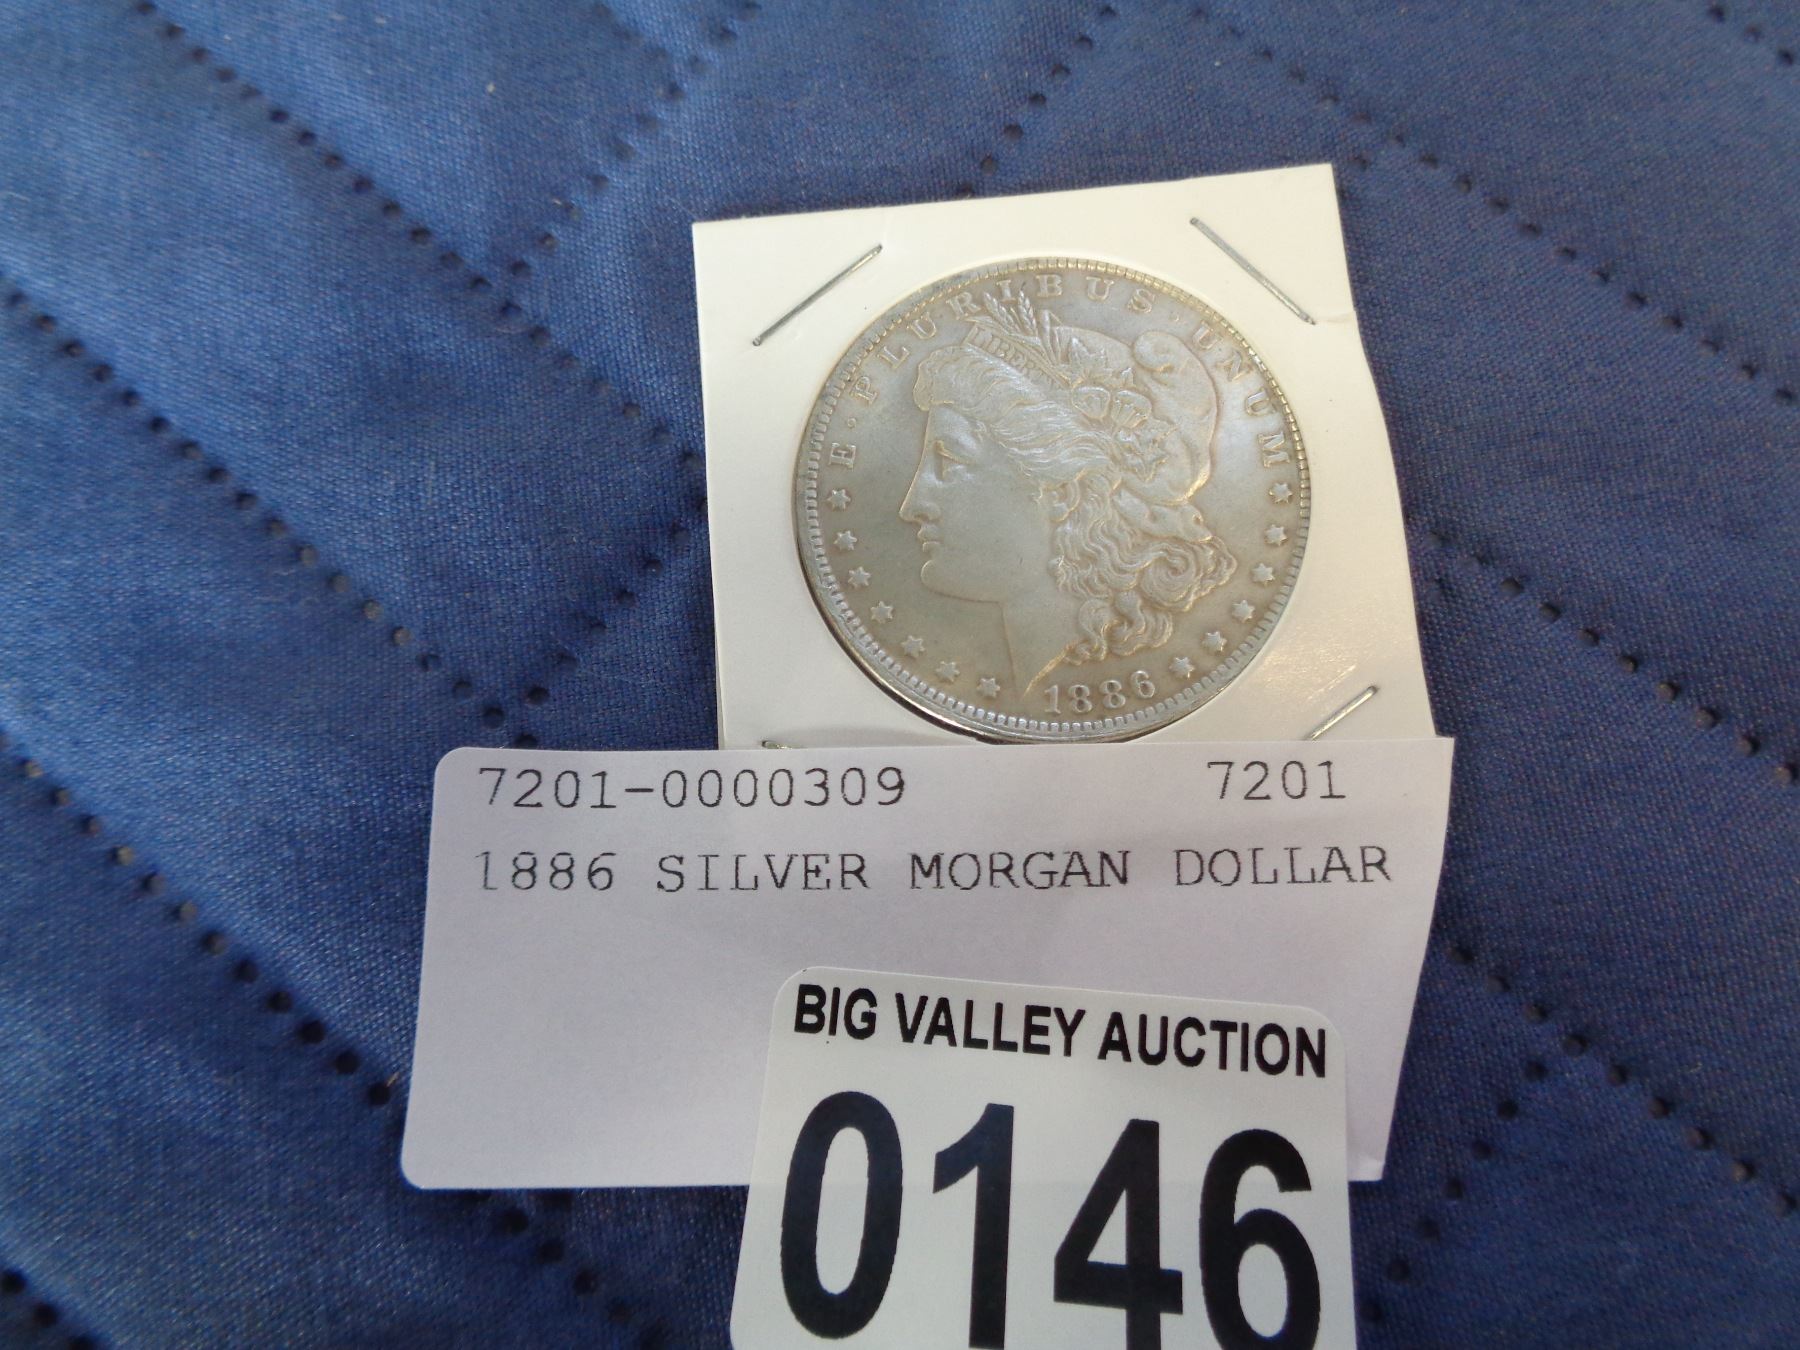 E · PLURIBUS · UNUM
LIBERTY
1886
7201-0000309 7201
1886 SILVER MORGAN DOLLAR
BIG VALLEY AUCTION
0146